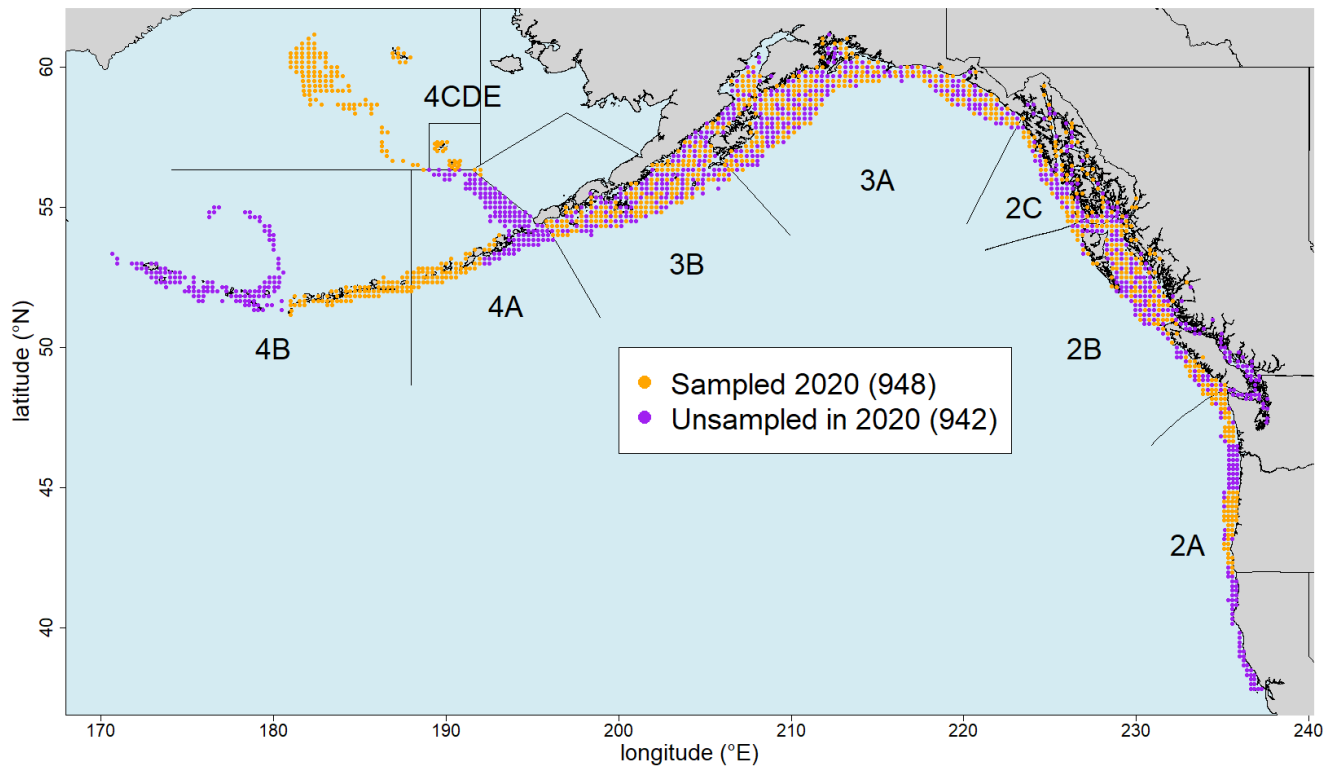 latitude (°N)
60
55
50
45
40
4CDE
3A
2C
3B
4A
4B
2B
Sampled 2020 (948)
Unsampled in 2020 (942)
2A
170
180
190
200
210
220
230
240
longitude (°E)